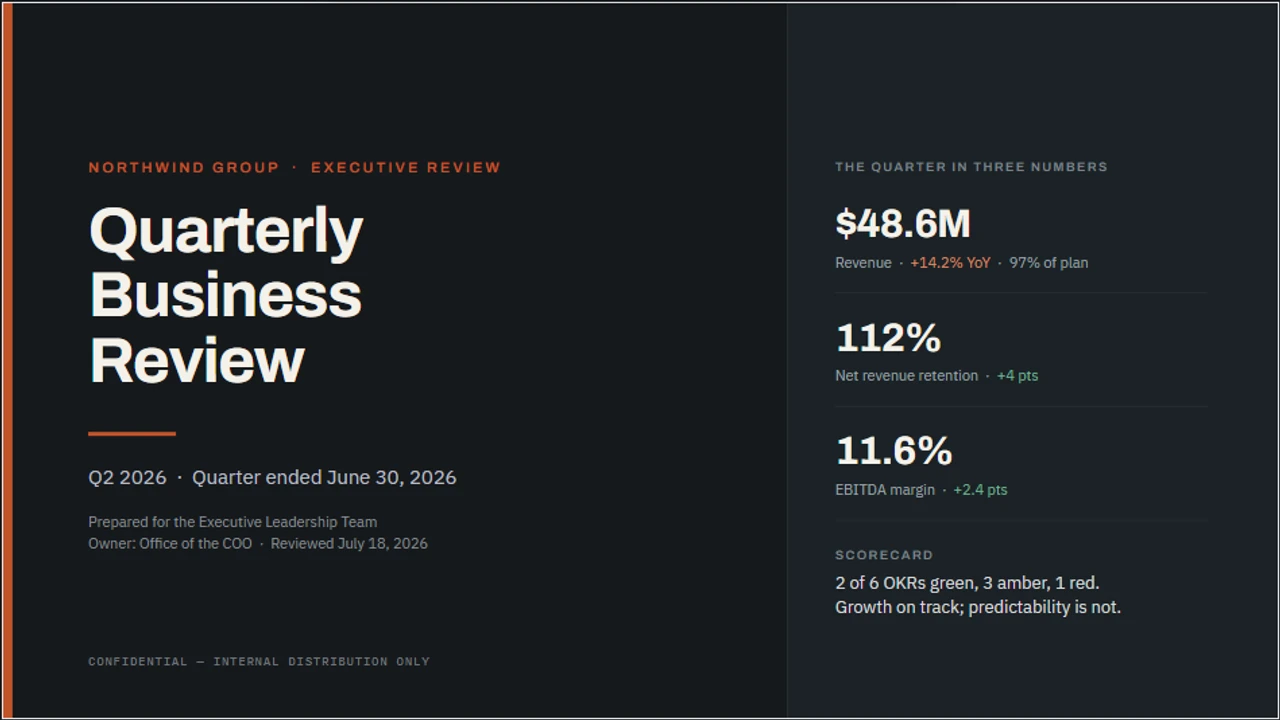 NORTHWIND GROUP · EXECUTIVE REVIEW
Quarterly
Business
Review
Q2 2026 · Quarter ended June 30, 2026
Prepared for the Executive Leadership Team
Owner: Office of the COO · Reviewed July 18, 2026
CONFIDENTIAL — INTERNAL DISTRIBUTION ONLY
THE QUARTER IN THREE NUMBERS
$48.6M
Revenue · +14.2% YoY · 97% of plan
112%
Net revenue retention · +4 pts
11.6%
EBITDA margin · +2.4 pts
SCORECARD
2 of 6 OKRs green, 3 amber, 1 red.
Growth on track; predictability is not.